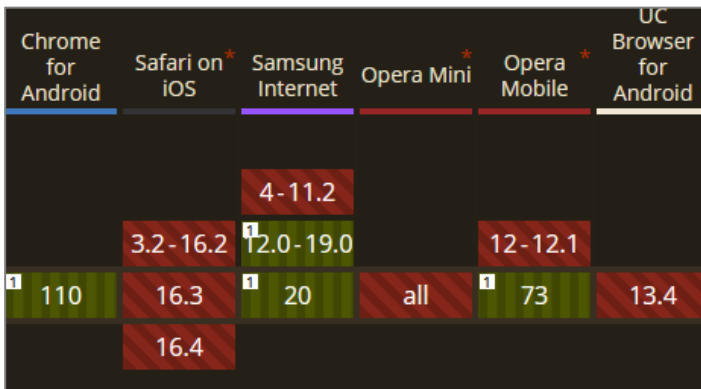 Chrome
for
Android
Safari on*
iOS
Samsung
Internet
Opera Mini*
Opera*
Mobile
UC
Browser
for
Android
4-11.2
3.2-16.2
1
12.0-19.0
12-12.1
1
110
16.3
1
20
all
1
73
13.4
16.4